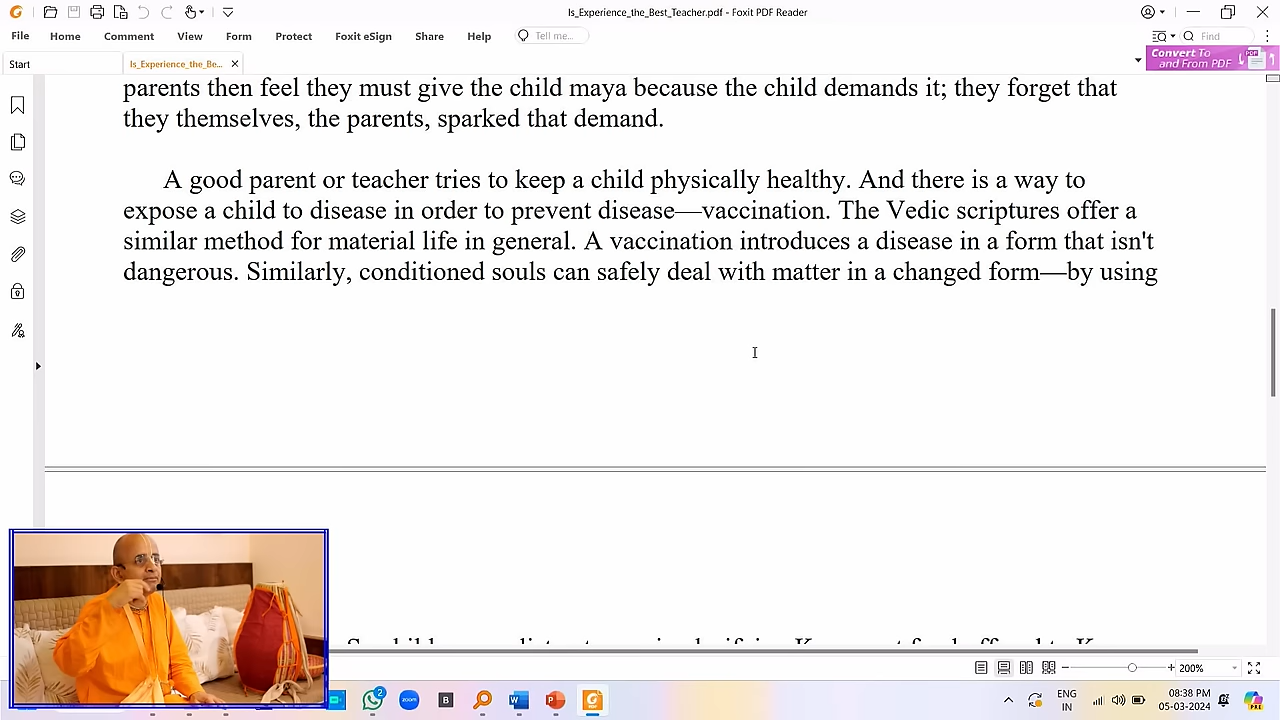 Is_Experience_the_Best_Teacher.pdf - Foxit PDF Reader
File Home Comment View Form Protect Foxit eSign Share Help Tell me... Find
Start Is_Experience_the_Be...
Convert To
and From PDF
PDF
parents then feel they must give the child maya because the child demands it; they forget that
they themselves, the parents, sparked that demand.
A good parent or teacher tries to keep a child physically healthy. And there is a way to
expose a child to disease in order to prevent disease—vaccination. The Vedic scriptures offer a
similar method for material life in general. A vaccination introduces a disease in a form that isn't
dangerous. Similarly, conditioned souls can safely deal with matter in a changed form—by using
200%
2 zoom B W P
ENG
IN
08:38 PM
05-03-2024